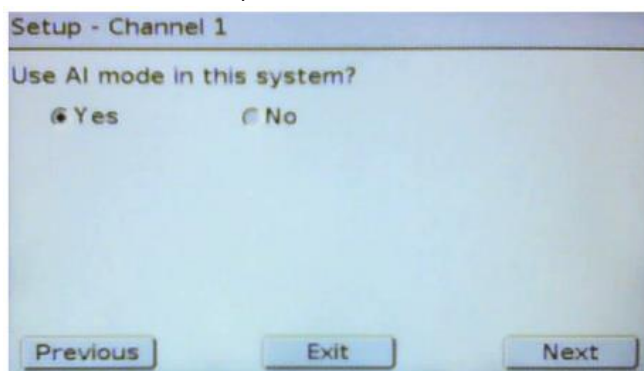 Setup - Channel 1
Use AI mode in this system?
Yes No
Previous Exit Next